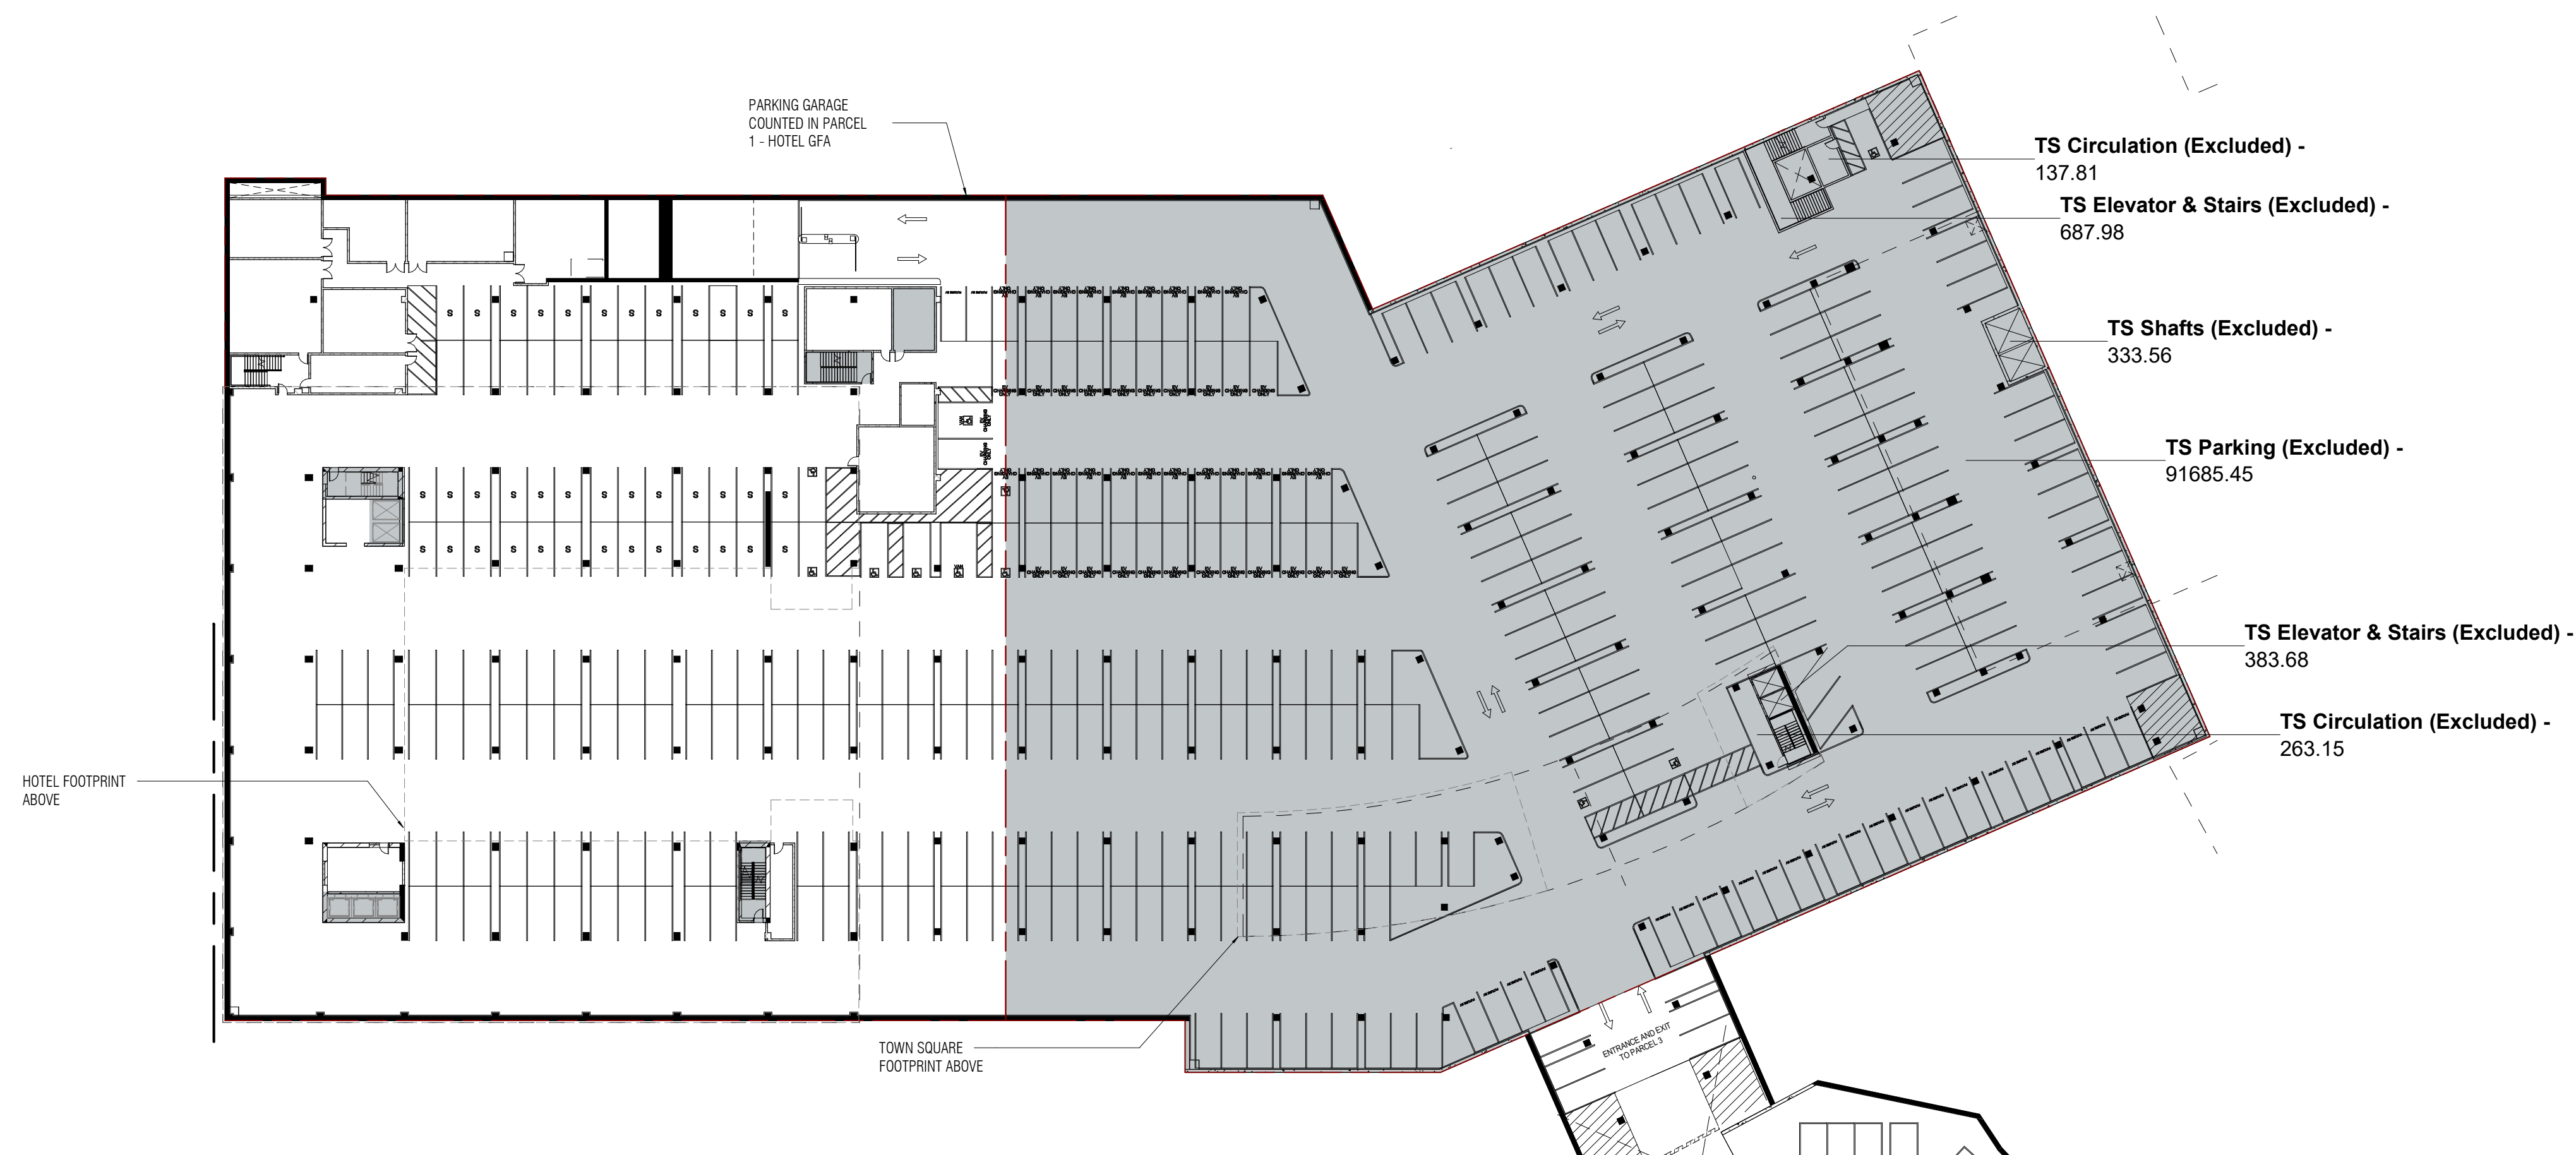 PARKING GARAGE
COUNTED IN PARCEL
1 - HOTEL GFA
TS Circulation (Excluded) -
137.81
TS Elevator & Stairs (Excluded) -
687.98
TS Shafts (Excluded) -
333.56
TS Parking (Excluded) -
91685.45
TS Elevator & Stairs (Excluded) -
383.68
TS Circulation (Excluded) -
263.15
HOTEL FOOTPRINT
ABOVE
TOWN SQUARE
FOOTPRINT ABOVE
ENTRANCE AND EXIT
TO PARCEL 3
S S S S S S S S S S S S S
S S S S S S S S S S S S S
S S S S S S S S S S S S S
VAN
VAN